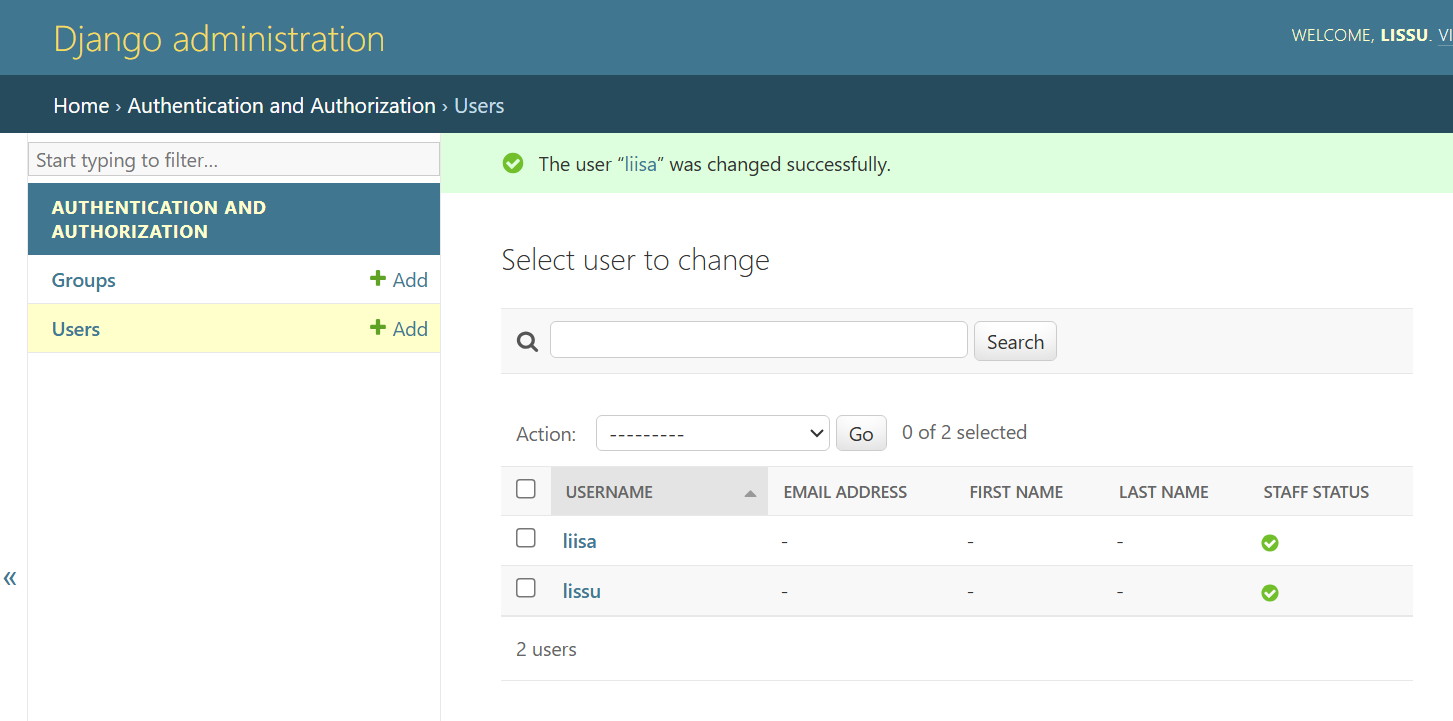 Django administration
WELCOME, LISSU. VI
Home › Authentication and Authorization › Users
Start typing to filter...
The user “liisa” was changed successfully.
AUTHENTICATION AND
AUTHORIZATION
Groups + Add
Users + Add
Select user to change
Search
Action: --------- Go 0 of 2 selected
USERNAME EMAIL ADDRESS FIRST NAME LAST NAME STAFF STATUS
liisa - - -
lissu - - -
2 users
«